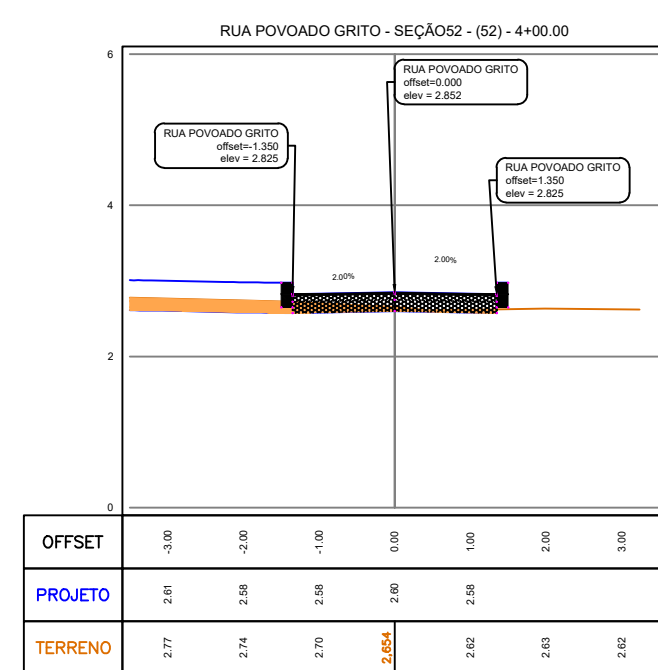 RUA POVOADO GRITO - SEÇÃO52 - (52) - 4+00.00
6
RUA POVOADO GRITO
offset=0.000
elev = 2.852
RUA POVOADO GRITO
offset=-1.350
elev = 2.825
RUA POVOADO GRITO
offset=1.350
elev = 2.825
4
2.00%
2.00%
2
0
OFFSET -3.00 -2.00 -1.00 0.00 1.00 2.00 3.00
PROJETO 2.61 2.58 2.58 2.60 2.58
TERRENO 2.77 2.74 2.70 2,654 2.62 2.63 2.62